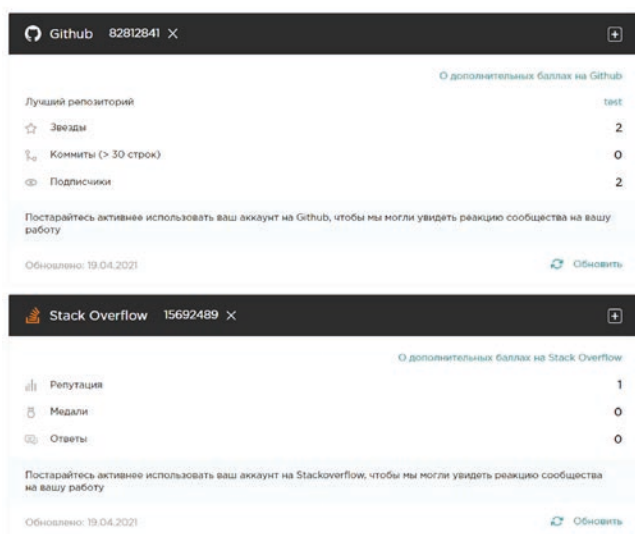 Github 82812841 ×
О дополнительных баллах на Github
Лучший репозиторий test
Звезды 2
Коммиты (> 30 строк) 0
Подписчики 2
Постарайтесь активнее использовать ваш аккаунт на Github, чтобы мы могли увидеть реакцию сообщества на вашу
работу
Обновлено: 19.04.2021 Обновить
Stack Overflow 15692489 ×
О дополнительных баллах на Stack Overflow
Репутация 1
Медали 0
Ответы 0
Постарайтесь активнее использовать ваш аккаунт на Stackoverflow, чтобы мы могли увидеть реакцию сообщества
на вашу работу
Обновлено: 19.04.2021 Обновить